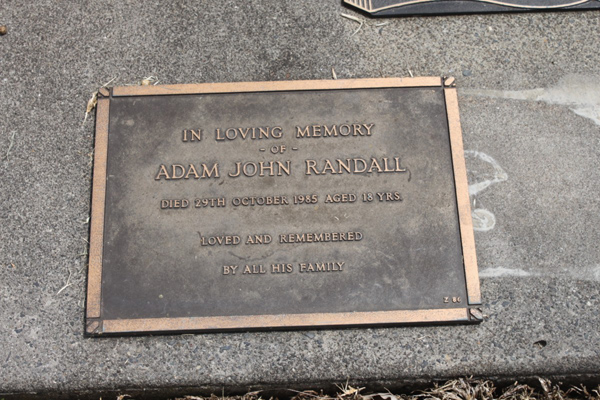 IN LOVING MEMORY
- OF -
ADAM JOHN RANDALL
DIED 29TH OCTOBER 1985 AGED 18 YRS.
LOVED AND REMEMBERED
BY ALL HIS FAMILY